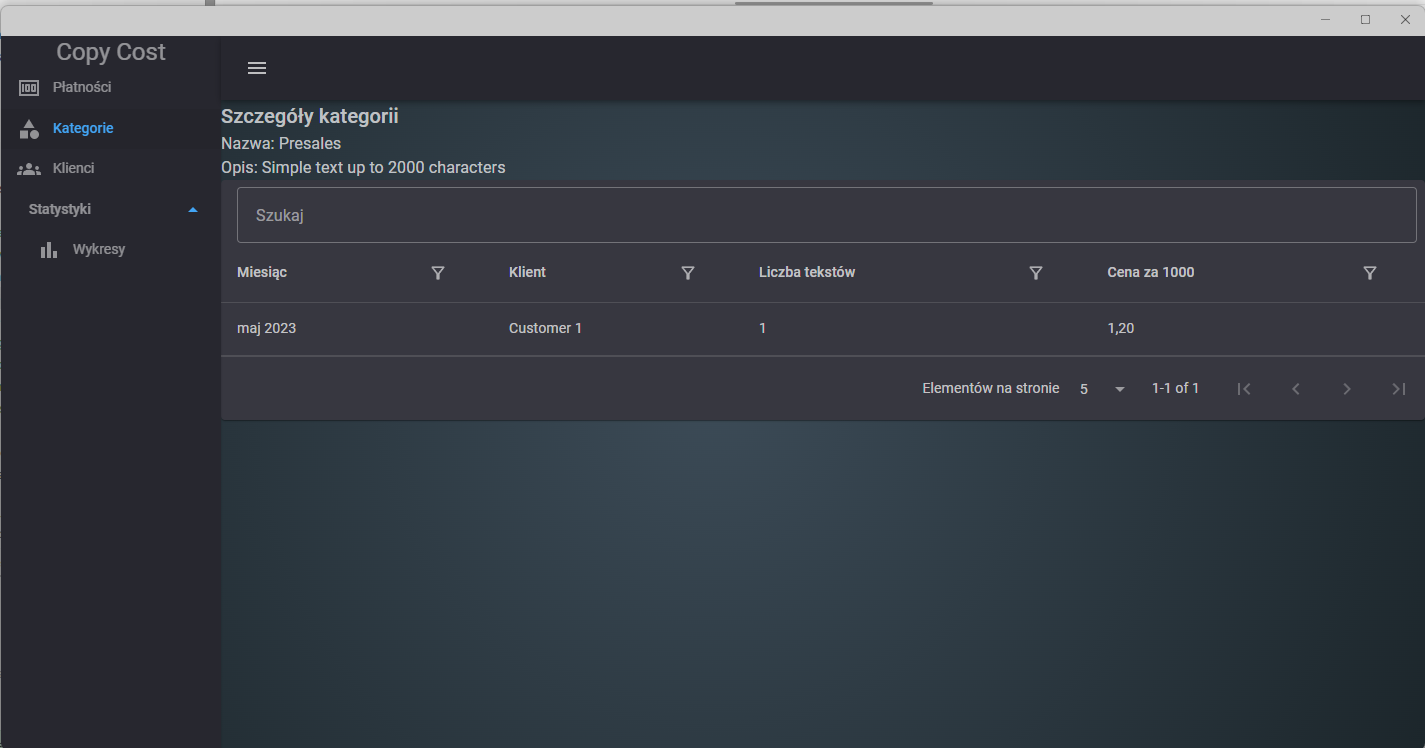 Copy Cost
Płatności
Kategorie
Klienci
Statystyki
Wykresy
Szczegóły kategorii
Nazwa: Presales
Opis: Simple text up to 2000 characters
Szukaj
Miesiąc Klient Liczba tekstów Cena za 1000
maj 2023 Customer 1 1 1,20
Elementów na stronie 5 1-1 of 1